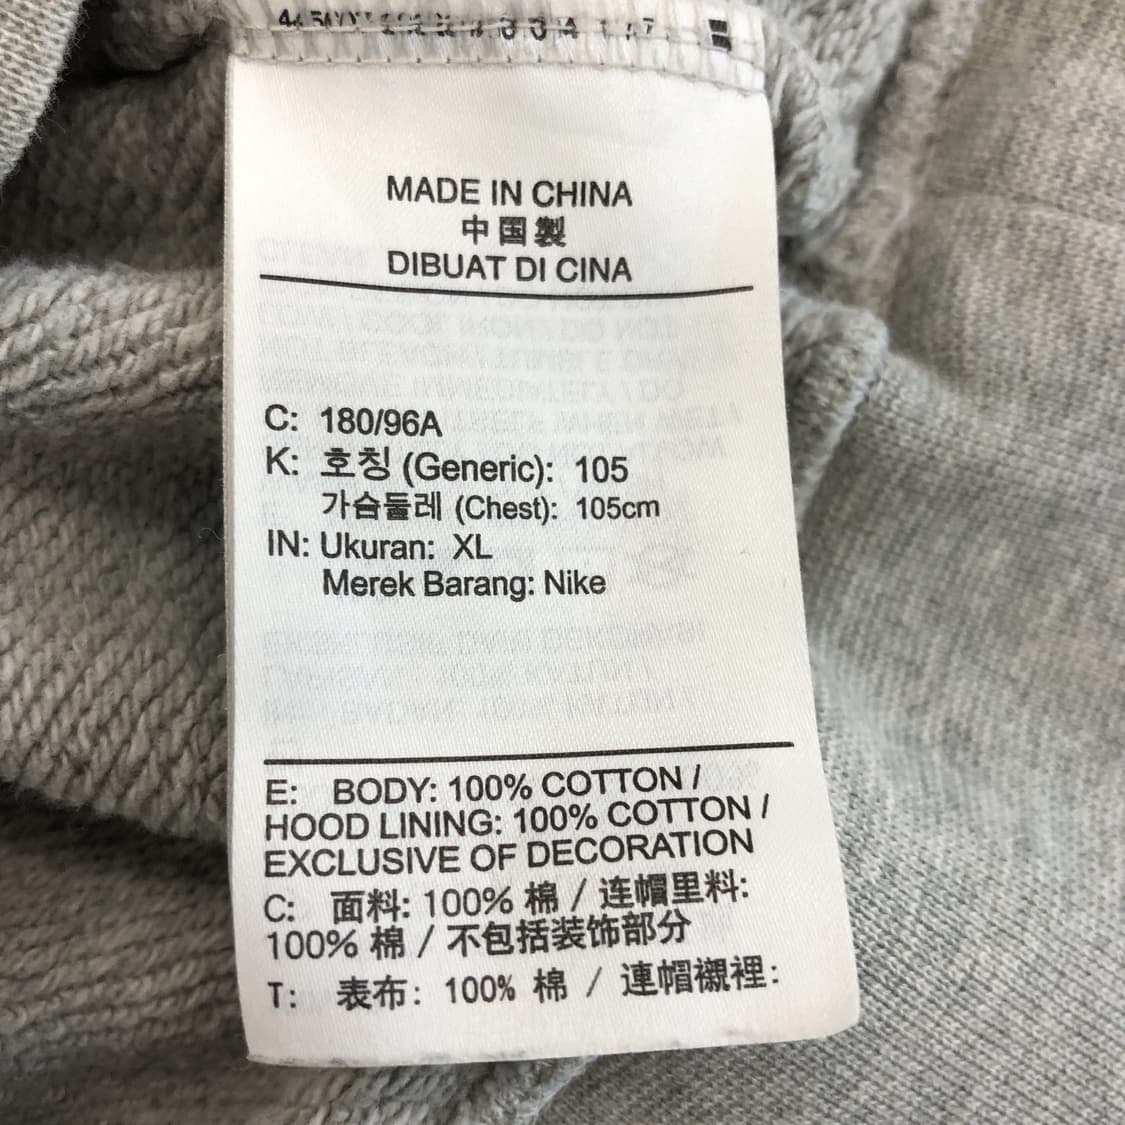 MADE IN CHINA
中国製
DIBUAT DI CINA
C: 180/96A
K: 호칭 (Generic): 105
가슴둘레 (Chest): 105cm
IN: Ukuran: XL
Merek Barang: Nike
E: BODY: 100% COTTON /
HOOD LINING: 100% COTTON /
EXCLUSIVE OF DECORATION
C: 面料: 100% 棉 / 连帽里料:
100% 棉 / 不包括装饰部分
T: 表布: 100% 棉 / 連帽襯裡: